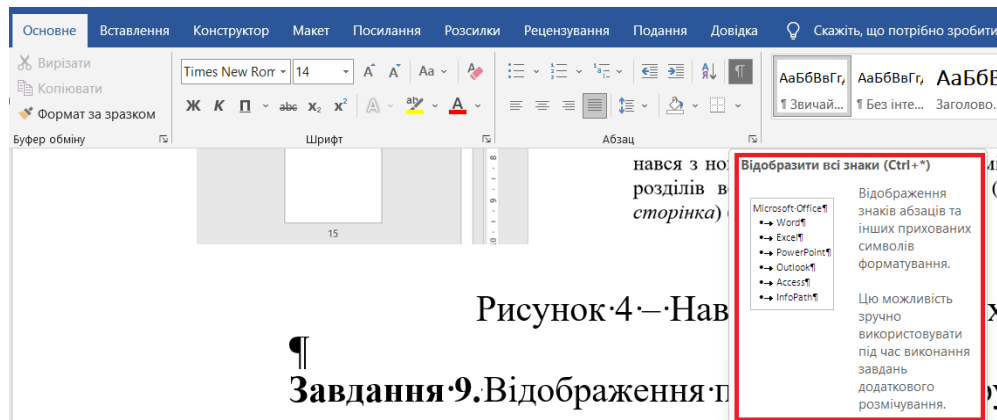 Основне Вставлення Конструктор Макет Посилання Розсилки Рецензування Подання Довідка Скажіть, що потрібно зробити
Вирізати
Копіювати
Формат за зразком
Буфер обміну
Times New Rom 14
Ж К П abc x₂ x²
Шрифт
Абзац
АаБбВвГг, АаБбВвГг, АаБбВ
¶ Звичай... ¶ Без інте... Заголово...
15
8
9
10
нався з но
розділів в
сторінка)
Відобразити всі знаки (Ctrl+*)
Microsoft·Office¶
•→ Word¶
•→ Excel¶
•→ PowerPoint¶
•→ Outlook¶
•→ Access¶
•→ InfoPath¶
Відображення
знаків абзаців та
інших прихованих
символів
форматування.
Цю можливість
зручно
використовувати
під час виконання
завдань
додаткового
розмічування.
Рисунок·4·–·Нав
¶
Завдання·9.·Відображення·п